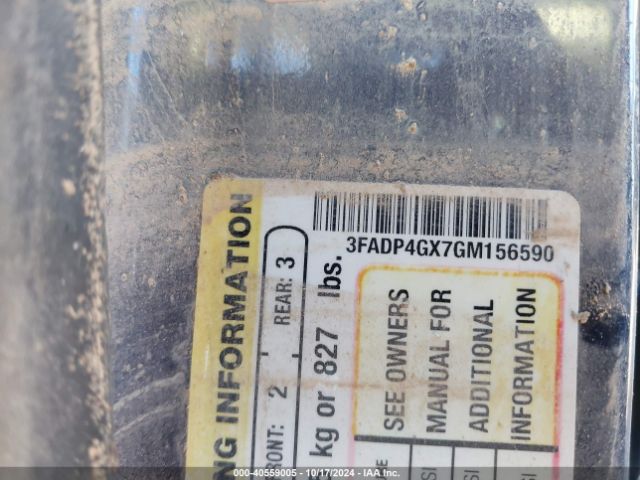 3FADP4GX7GM156590
NG INFORMATION
RONT: 2 REAR: 3
kg or 827 lbs.
SEE OWNERS
MANUAL FOR
ADDITIONAL
INFORMATION
000-40559005 - 10/17/2024 - IAA Inc.